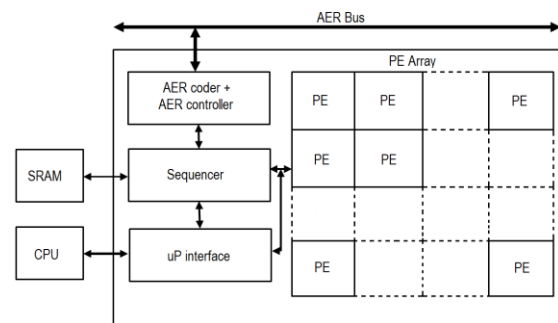 AER Bus
PE Array
AER coder +
AER controller
PE PE PE
SRAM
Sequencer
PE PE
CPU
uP interface
PE PE